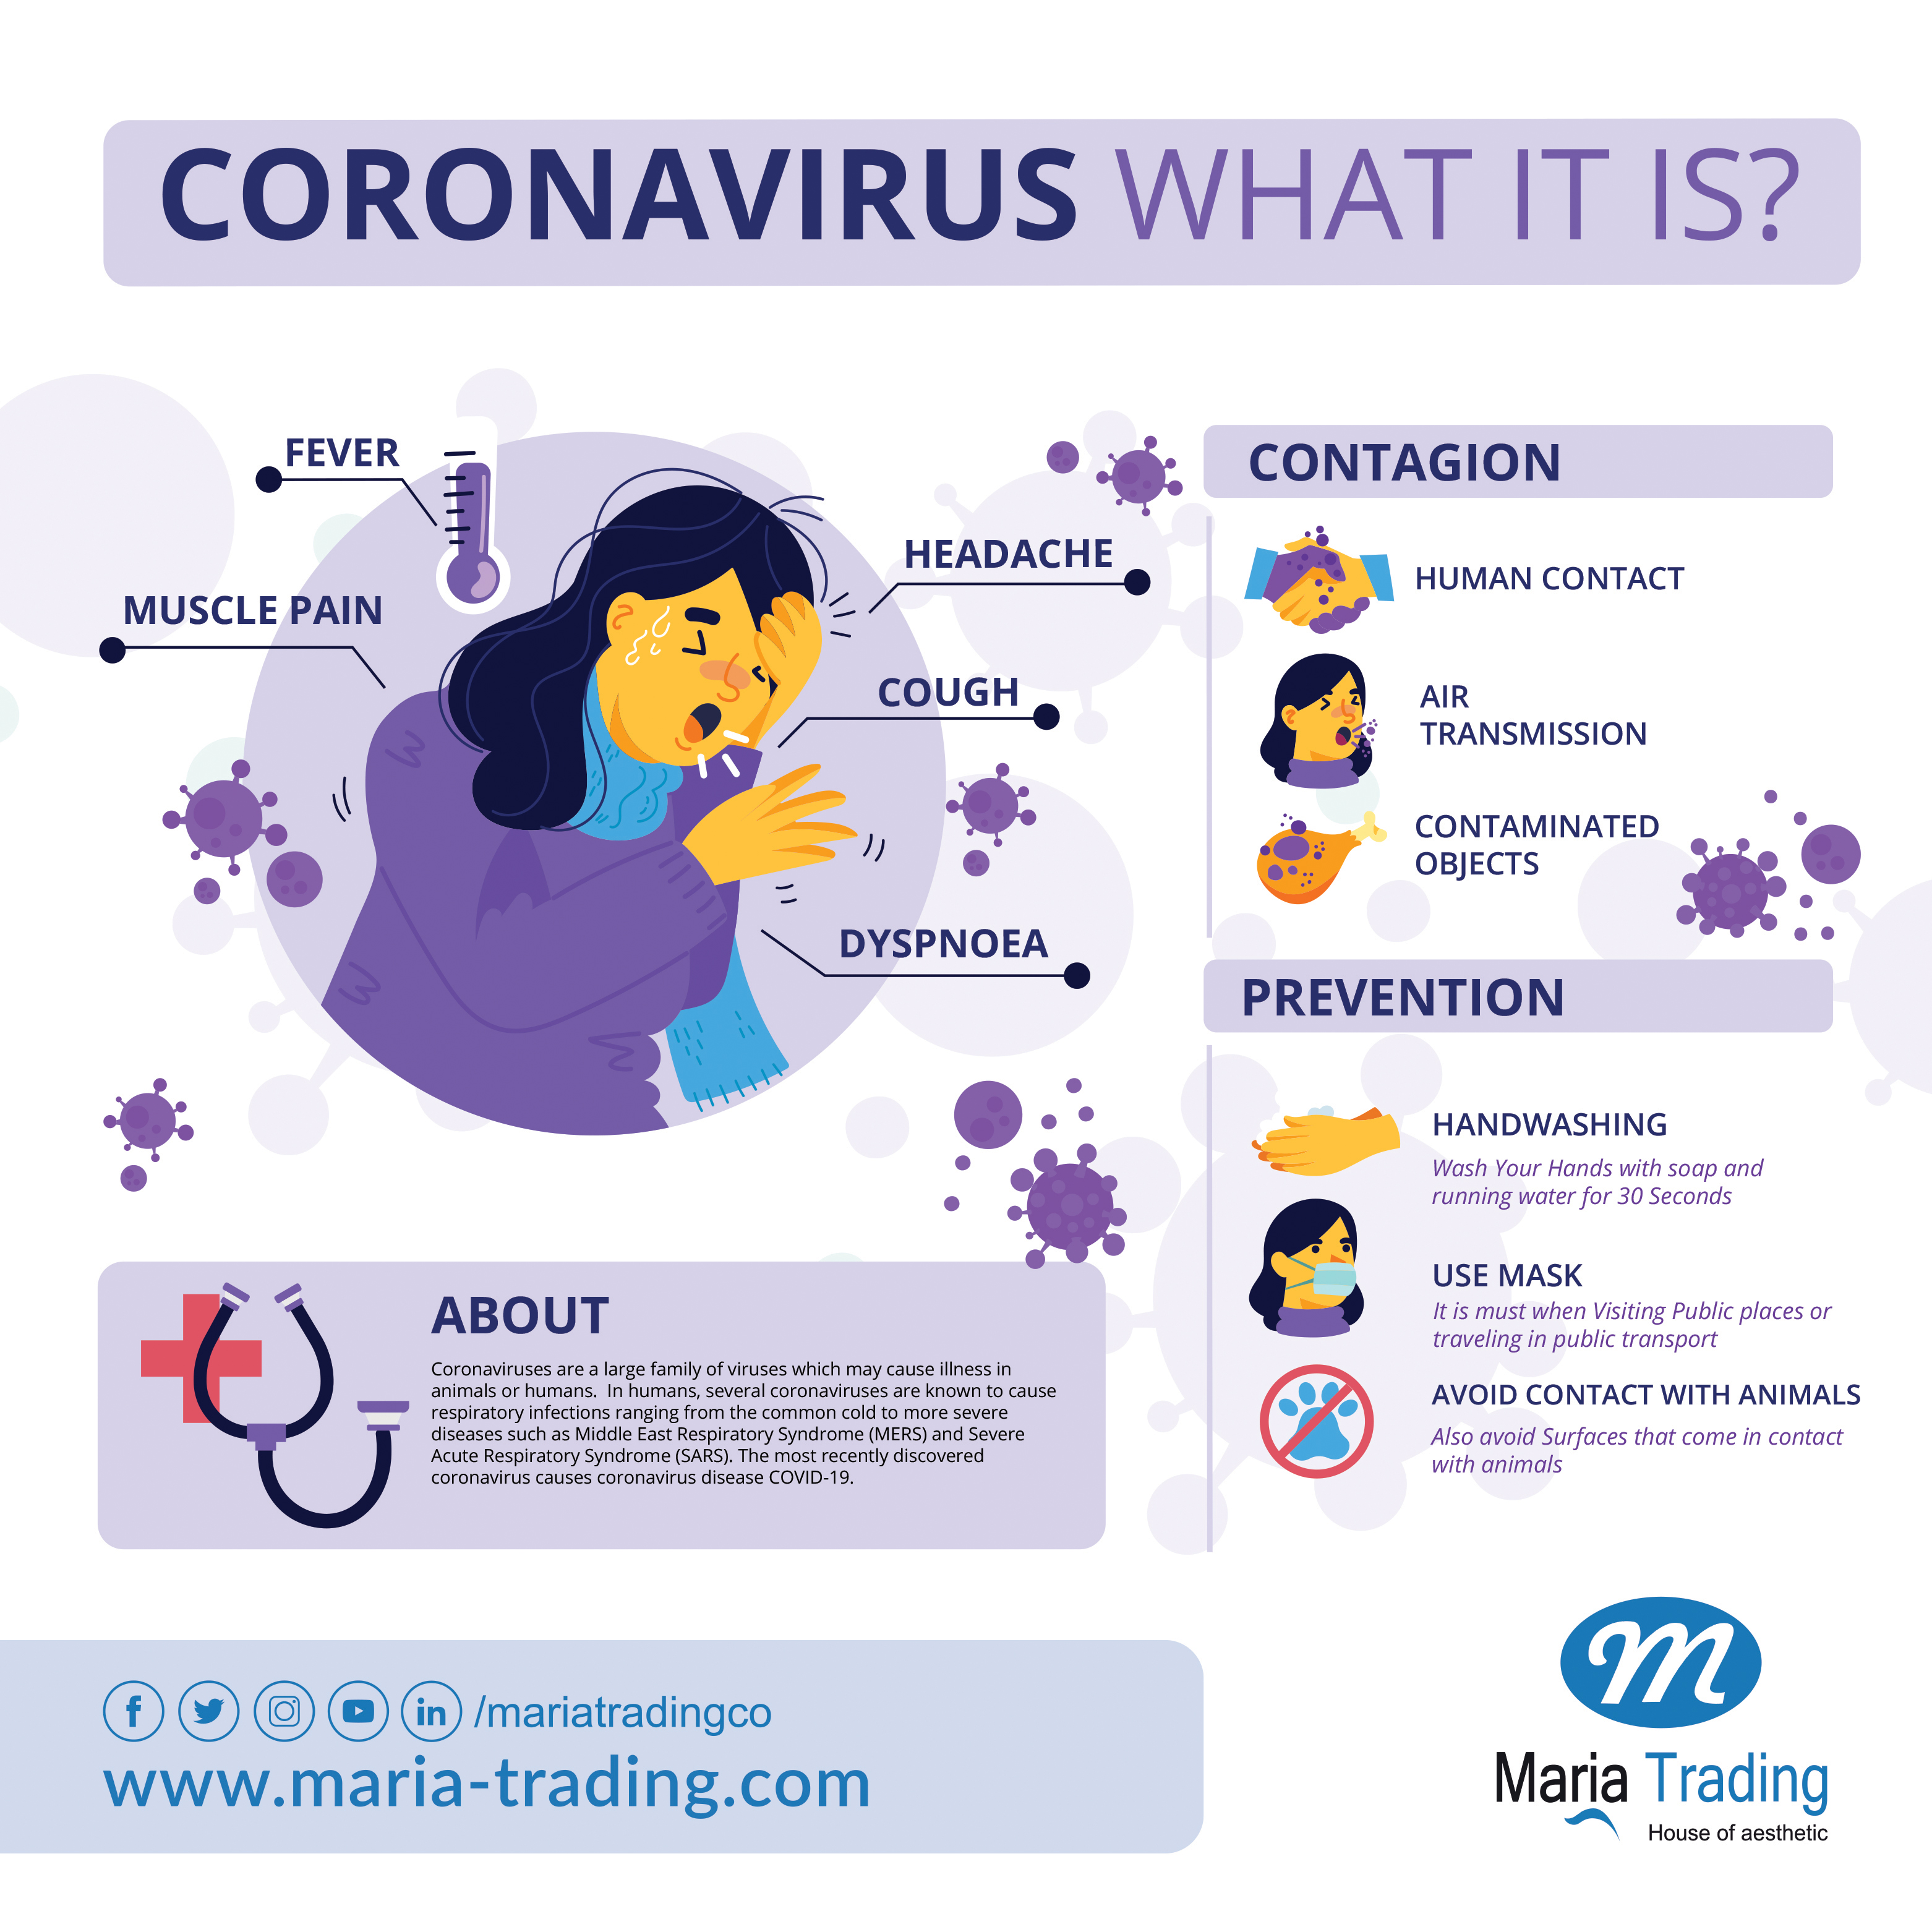 CORONAVIRUS WHAT IT IS?
FEVER
MUSCLE PAIN
HEADACHE
COUGH
DYSPNOEA
CONTAGION
HUMAN CONTACT
AIR
TRANSMISSION
CONTAMINATED
OBJECTS
PREVENTION
HANDWASHING
Wash Your Hands with soap and
running water for 30 Seconds
USE MASK
It is must when Visiting Public places or
traveling in public transport
AVOID CONTACT WITH ANIMALS
Also avoid Surfaces that come in contact
with animals
ABOUT
Coronaviruses are a large family of viruses which may cause illness in
animals or humans.  In humans, several coronaviruses are known to cause
respiratory infections ranging from the common cold to more severe
diseases such as Middle East Respiratory Syndrome (MERS) and Severe
Acute Respiratory Syndrome (SARS). The most recently discovered
coronavirus causes coronavirus disease COVID-19.
f in /mariatradingco
www.maria-trading.com
m
Maria Trading
House of aesthetic